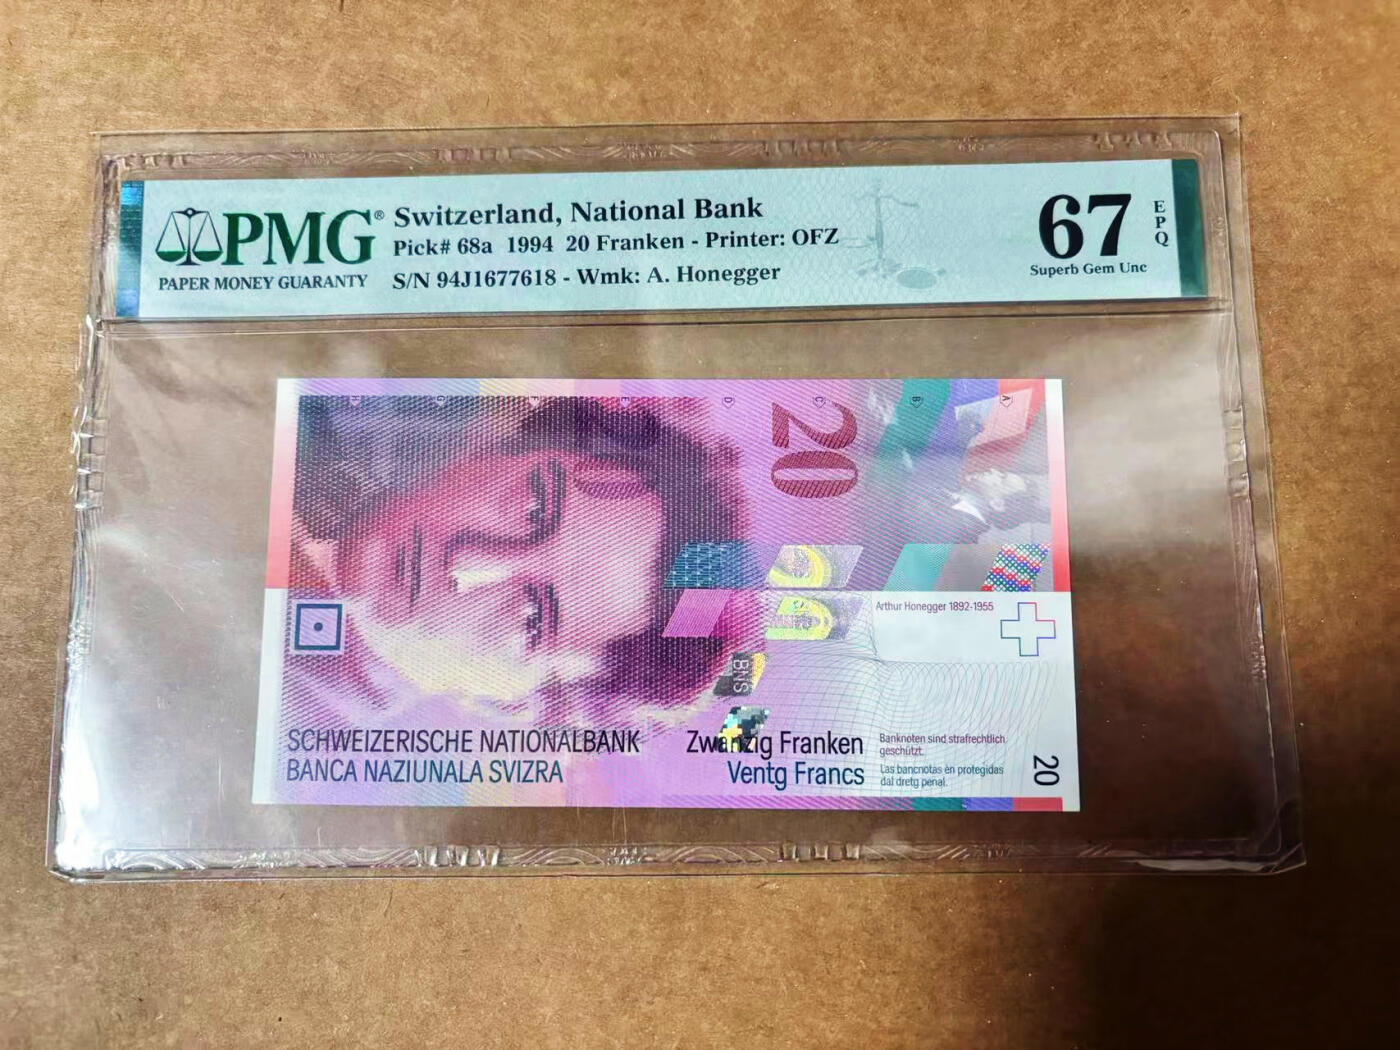 PMG®
PAPER MONEY GUARANTY
Switzerland, National Bank
Pick# 68a 1994 20 Franken - Printer: OFZ
S/N 94J1677618 - Wmk: A. Honegger
67
EPQ
Superb Gem Unc
H G F E D C B A
20
20
Arthur Honegger 1892-1955
BNS
SCHWEIZERISCHE NATIONALBANK
BANCA NAZIUNALA SVIZRA
Zwanzig Franken
Ventg Francs
Banknoten sind strafrechtlich
geschützt.
Las bancnotas èn protegidas
dal dretg penal.
20